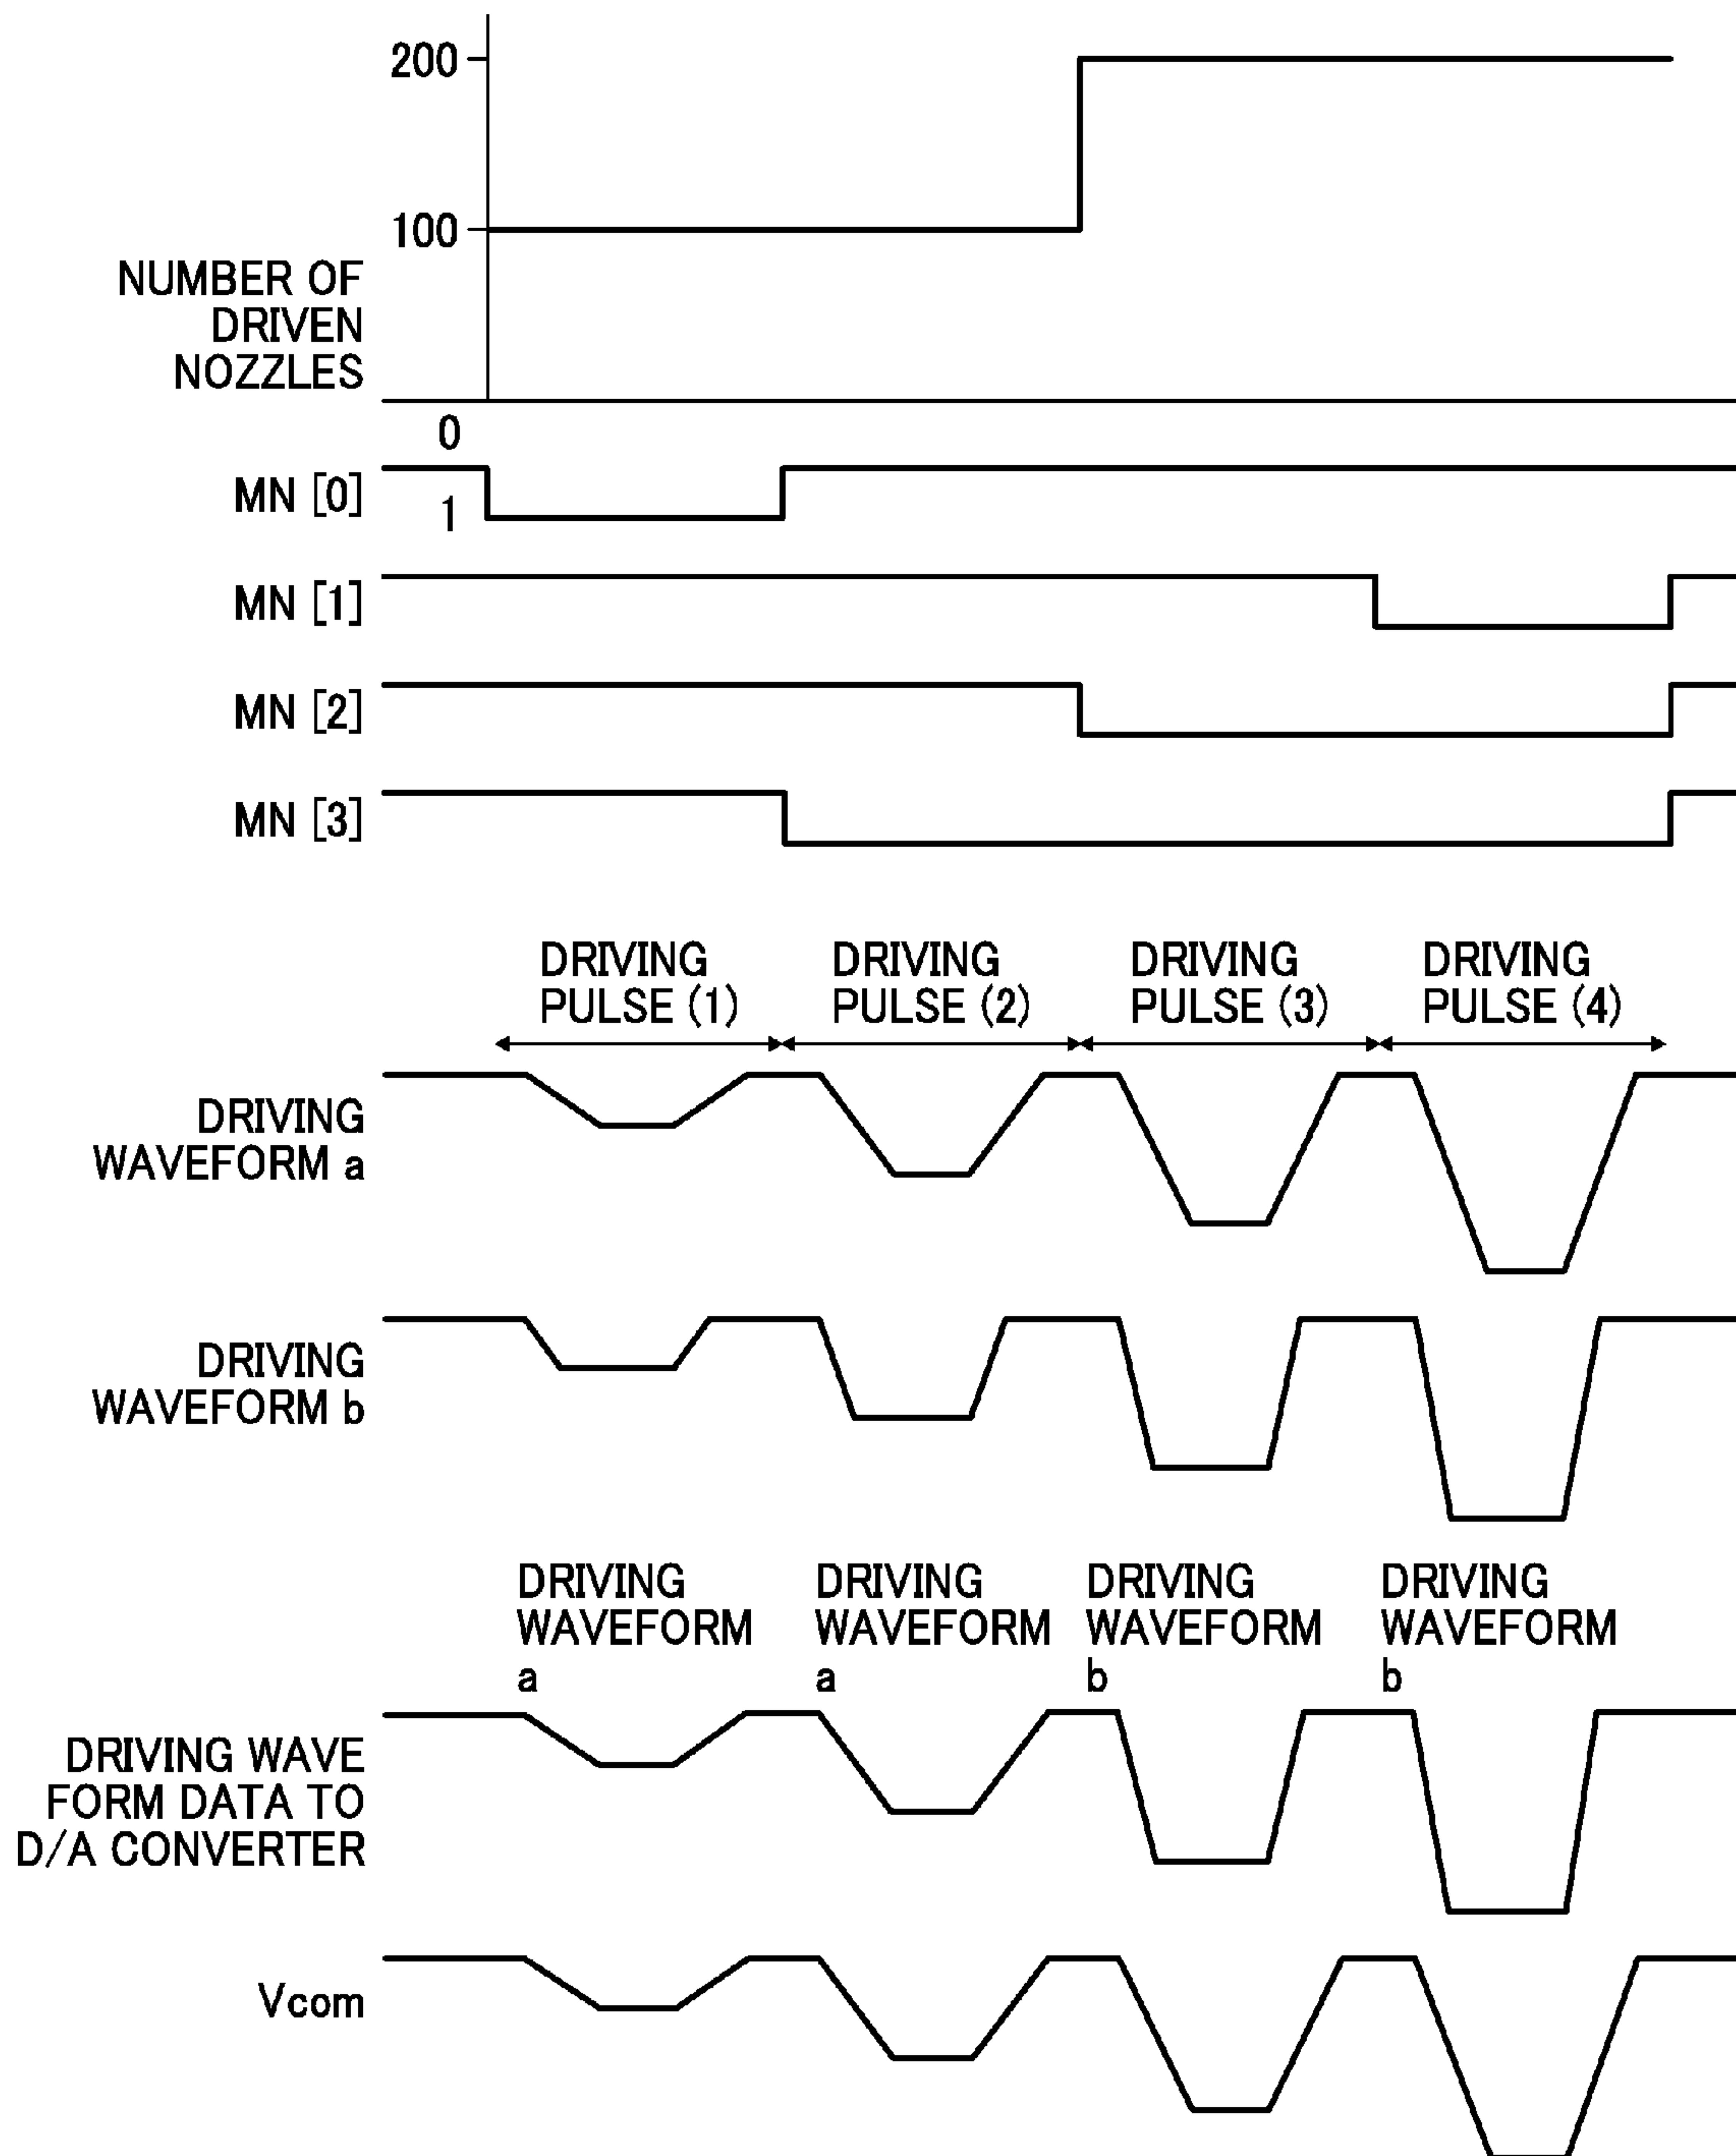 200
100
NUMBER OF
DRIVEN
NOZZLES
0
MN [0]
1
MN [1]
MN [2]
MN [3]
DRIVING
PULSE (1)
DRIVING
PULSE (2)
DRIVING
PULSE (3)
DRIVING
PULSE (4)
DRIVING
WAVEFORM a
DRIVING
WAVEFORM b
DRIVING
WAVEFORM
a
DRIVING
WAVEFORM
a
DRIVING
WAVEFORM
b
DRIVING
WAVEFORM
b
DRIVING WAVE
FORM DATA TO
D/A CONVERTER
Vcom